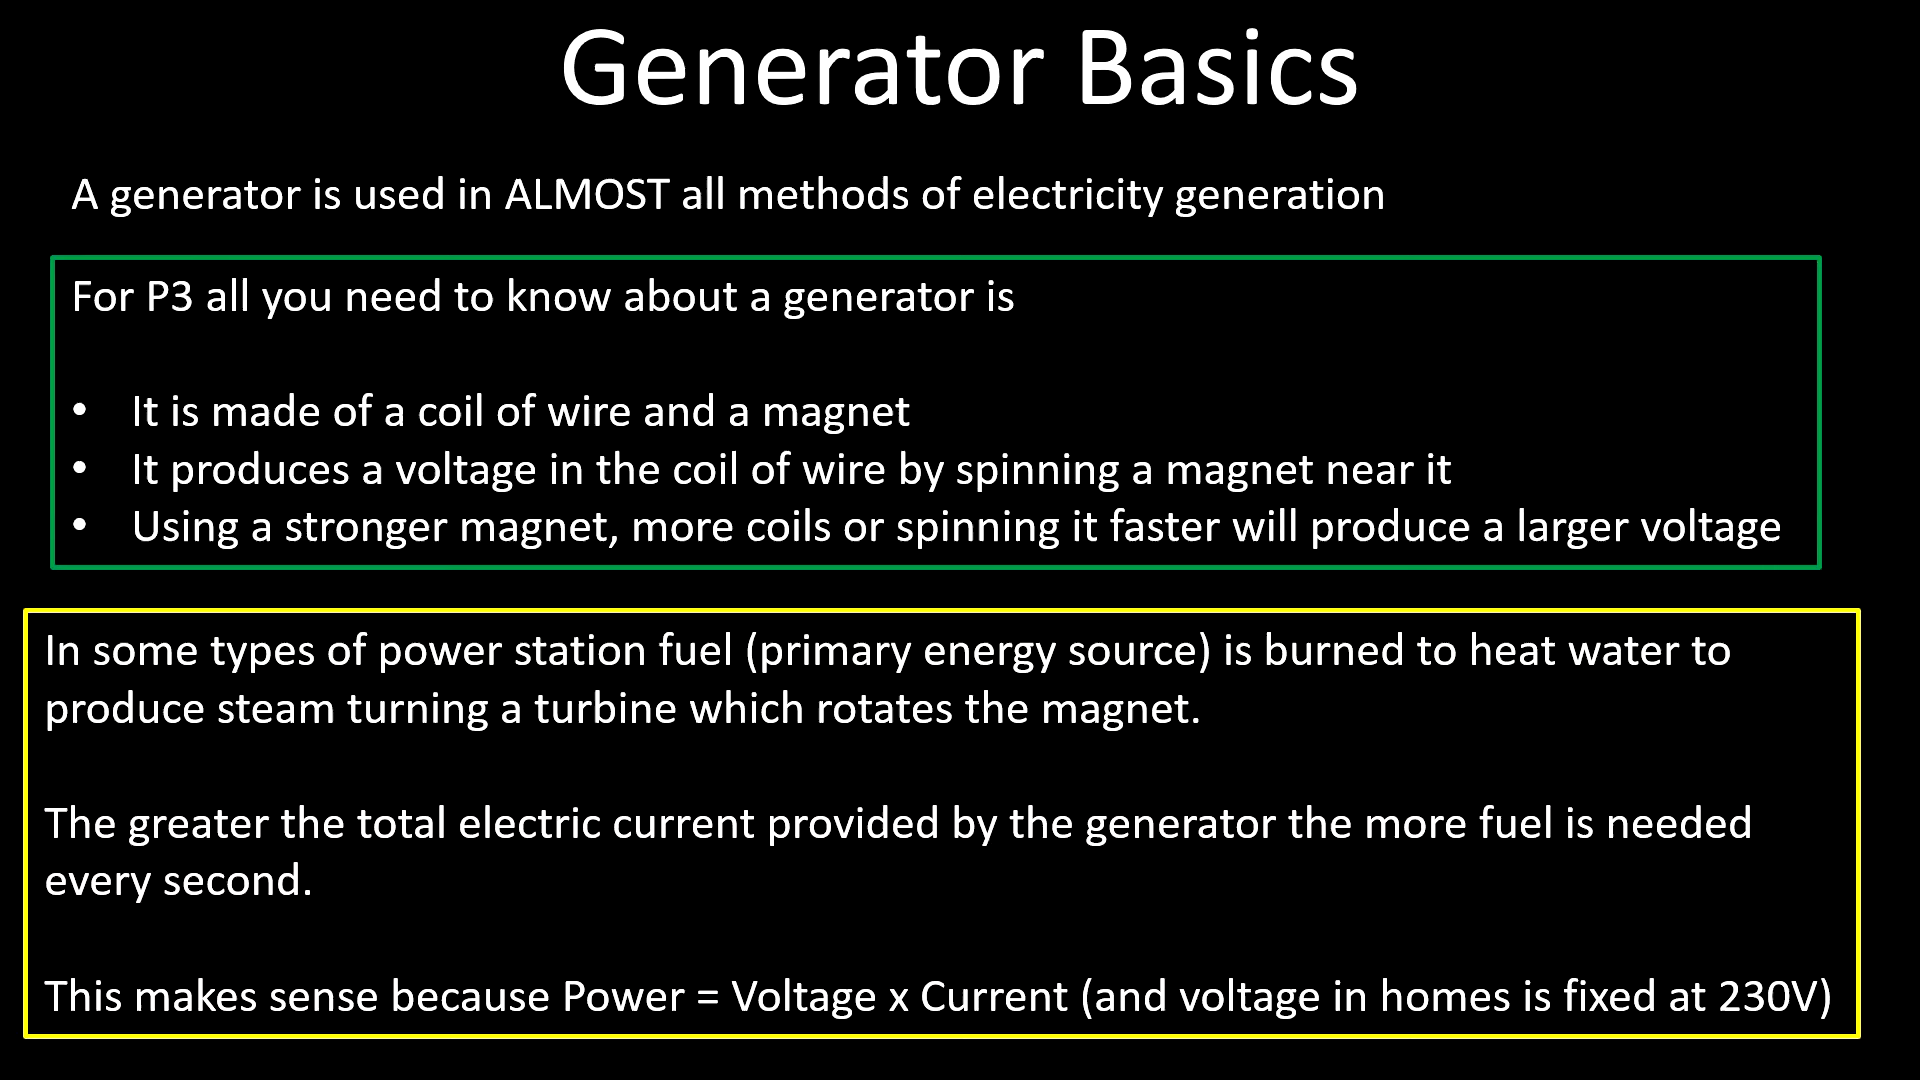 Generator Basics
A generator is used in ALMOST all methods of electricity generation
For P3 all you need to know about a generator is
• It is made of a coil of wire and a magnet
• It produces a voltage in the coil of wire by spinning a magnet near it
• Using a stronger magnet, more coils or spinning it faster will produce a larger voltage
In some types of power station fuel (primary energy source) is burned to heat water to
produce steam turning a turbine which rotates the magnet.
The greater the total electric current provided by the generator the more fuel is needed
every second.
This makes sense because Power = Voltage x Current (and voltage in homes is fixed at 230V)